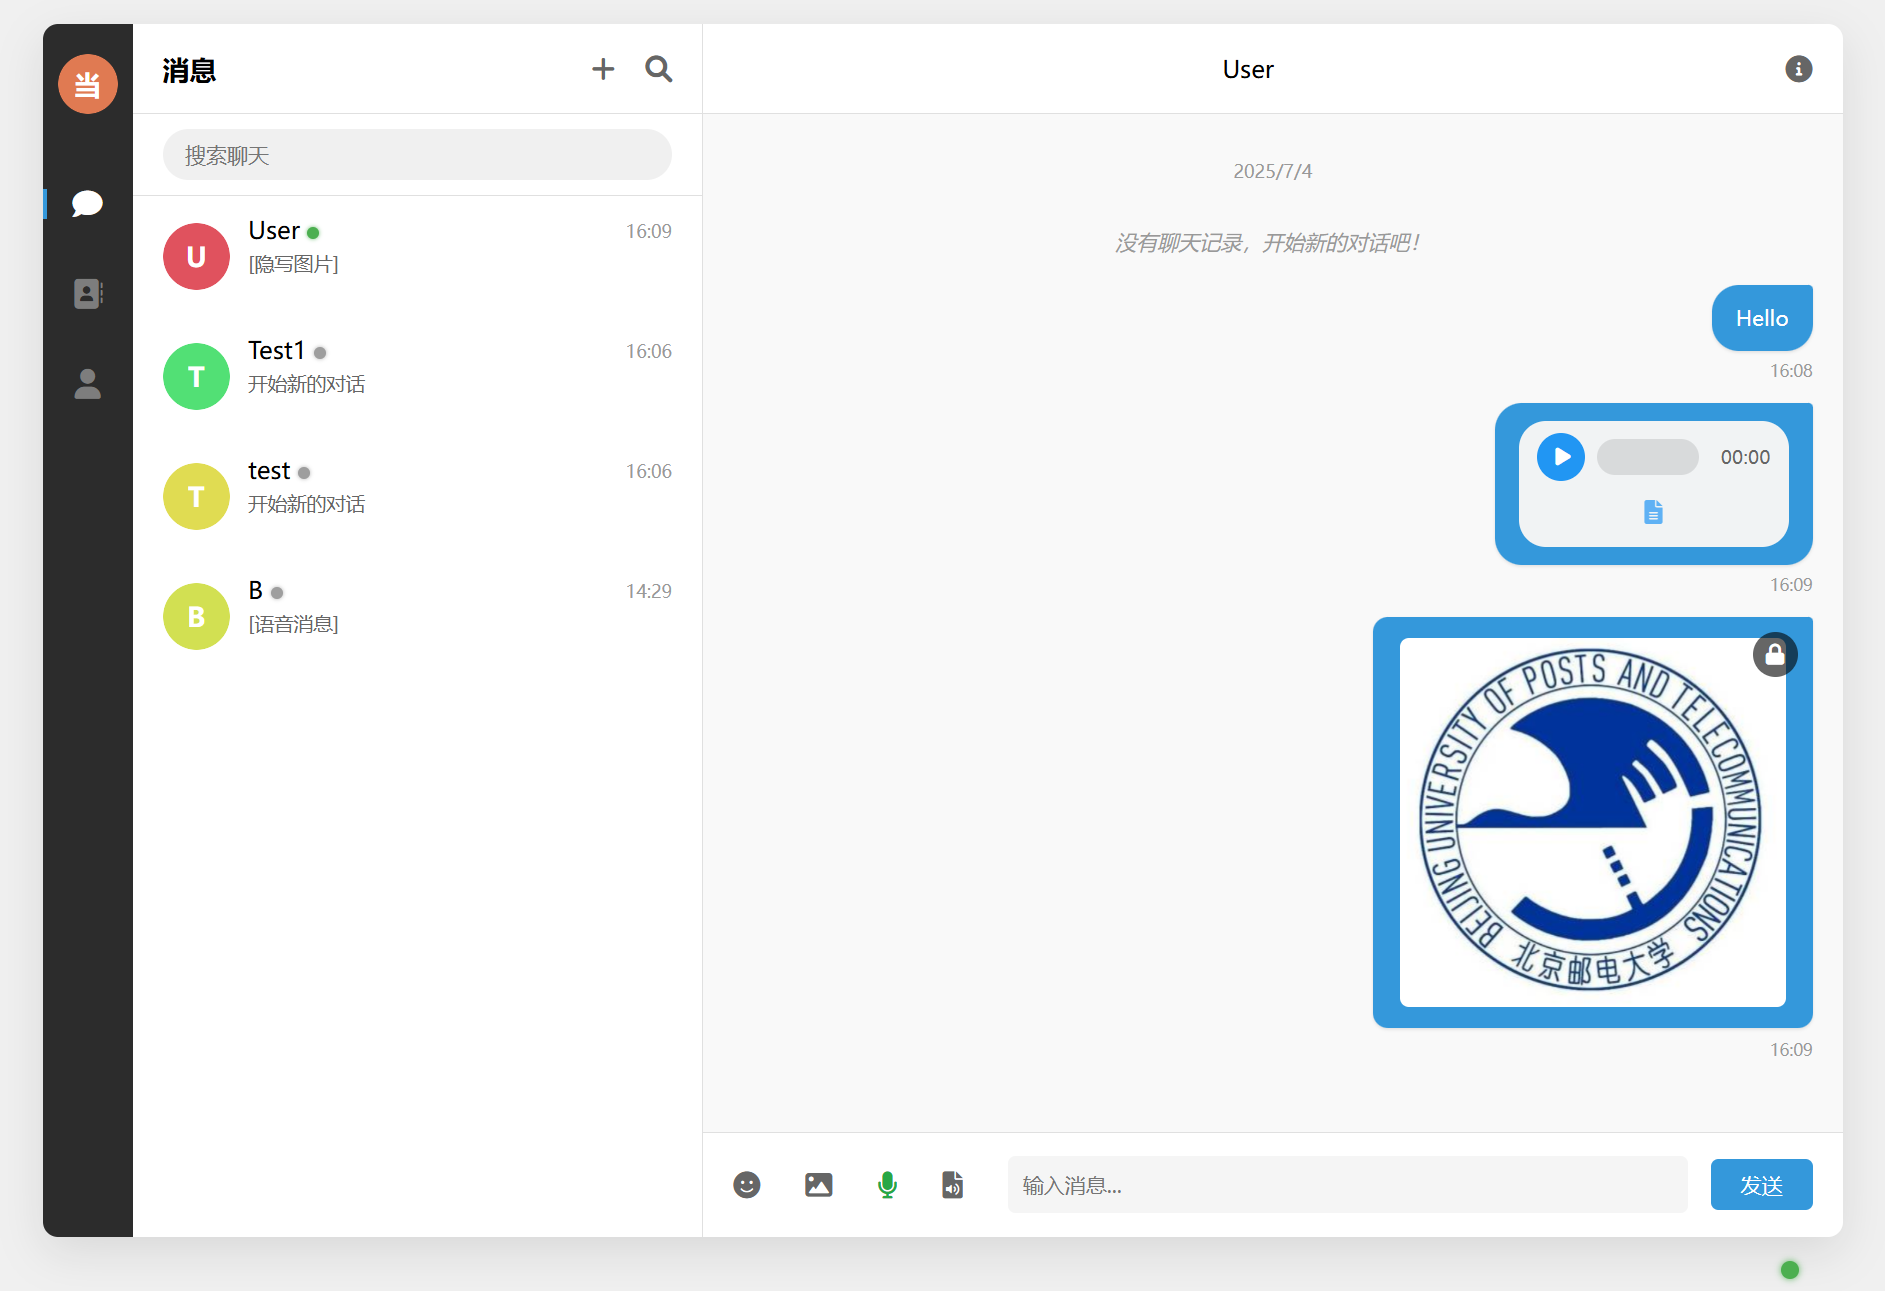 当
消息
搜索聊天
U
User
16:09
[隐写图片]
T
Test1
16:06
开始新的对话
T
test
16:06
开始新的对话
B
B
14:29
[语音消息]
User
2025/7/4
没有聊天记录，开始新的对话吧！
Hello
16:08
00:00
16:09
BEIJING UNIVERSITY OF POSTS AND TELECOMMUNICATIONS
北京邮电大学
16:09
输入消息...
发送